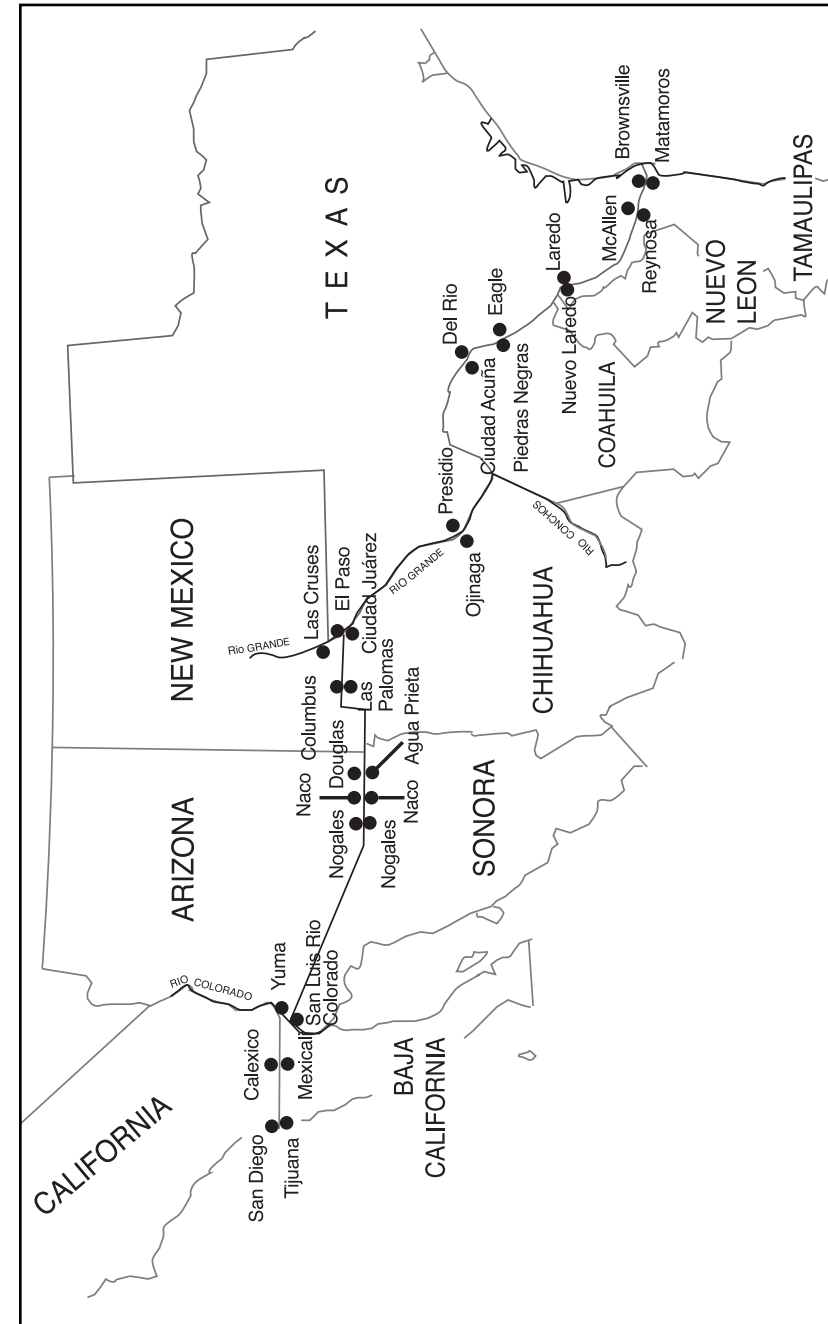 CALIFORNIA
ARIZONA
NEW MEXICO
TEXAS
RIO COLORADO
Rio GRANDE
San Diego
Tijuana
Calexico
Mexicali
Yuma
San Luis Rio
Colorado
Nogales
Nogales
Naco
Naco
Douglas
Agua Prieta
Columbus
Las
Palomas
Las Cruses
El Paso
Ciudad Juárez
RIO GRANDE
Presidio
Ojinaga
RIO CONCHOS
Del Rio
Ciudad Acuña
Eagle
Piedras Negras
Laredo
Nuevo Laredo
McAllen
Reynosa
Brownsville
Matamoros
BAJA
CALIFORNIA
SONORA
CHIHUAHUA
COAHUILA
NUEVO
LEON
TAMAULIPAS